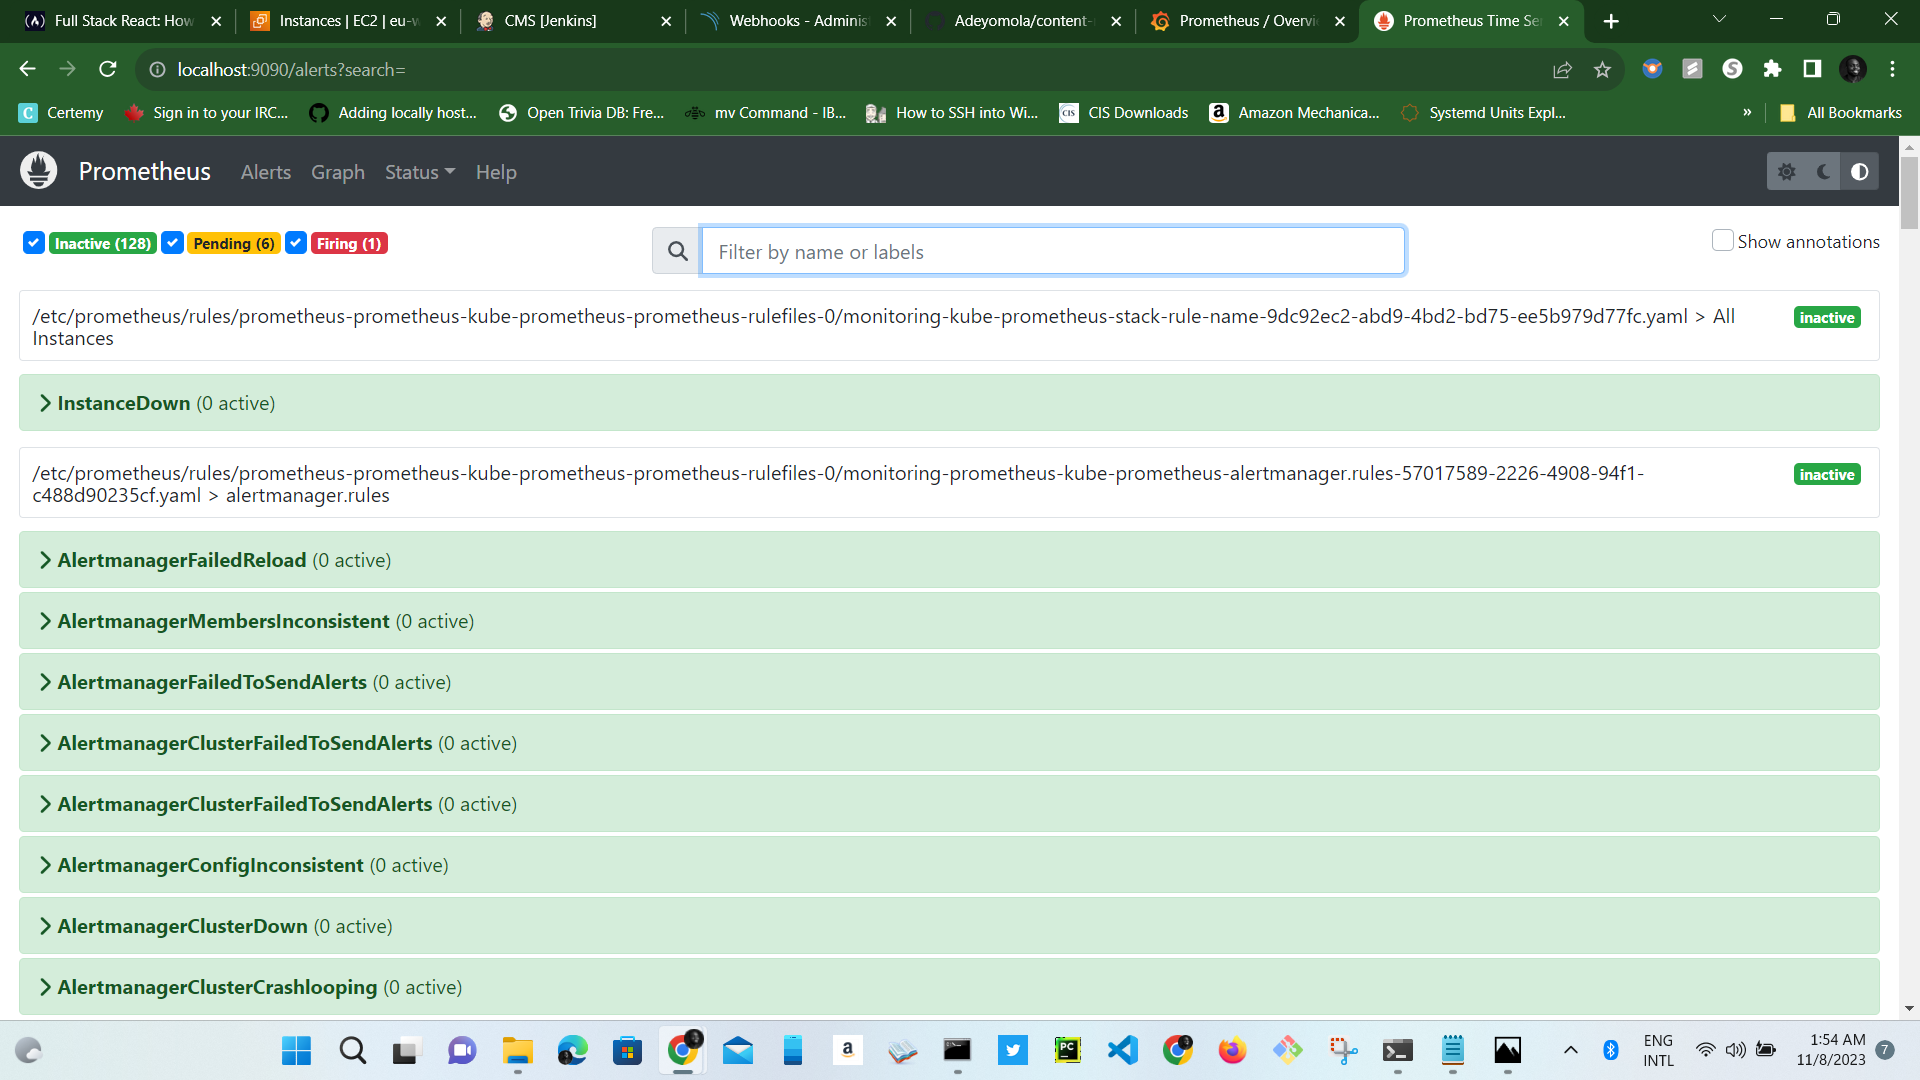 Full Stack React: How
Instances | EC2 | eu-w
CMS [Jenkins]
Webhooks - Adminis
Adeyomola/content-
Prometheus / Overvi
Prometheus Time Se
localhost:9090/alerts?search=
Certemy
Sign in to your IRC...
Adding locally host...
Open Trivia DB: Fre...
mv Command - IB...
How to SSH into Wi...
CIS
CIS Downloads
Amazon Mechanica...
Systemd Units Expl...
»
All Bookmarks
Prometheus
Alerts
Graph
Status
Help
Inactive (128)
Pending (6)
Firing (1)
Filter by name or labels
Show annotations
/etc/prometheus/rules/prometheus-prometheus-kube-prometheus-prometheus-rulefiles-0/monitoring-kube-prometheus-stack-rule-name-9dc92ec2-abd9-4bd2-bd75-ee5b979d77fc.yaml > All
Instances
inactive
InstanceDown (0 active)
/etc/prometheus/rules/prometheus-prometheus-kube-prometheus-prometheus-rulefiles-0/monitoring-prometheus-kube-prometheus-alertmanager.rules-57017589-2226-4908-94f1-
c488d90235cf.yaml > alertmanager.rules
inactive
AlertmanagerFailedReload (0 active)
AlertmanagerMembersInconsistent (0 active)
AlertmanagerFailedToSendAlerts (0 active)
AlertmanagerClusterFailedToSendAlerts (0 active)
AlertmanagerClusterFailedToSendAlerts (0 active)
AlertmanagerConfigInconsistent (0 active)
AlertmanagerClusterDown (0 active)
AlertmanagerClusterCrashlooping (0 active)
ENG
INTL
1:54 AM
11/8/2023
7